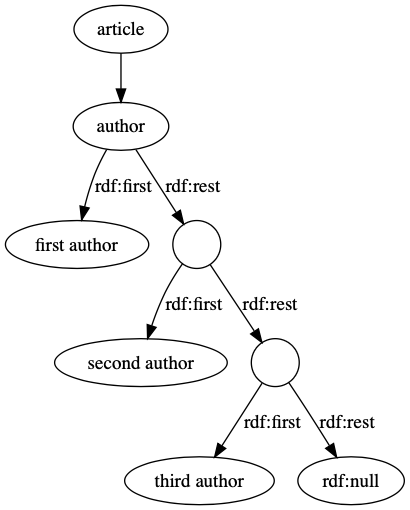 article
author
rdf:first rdf:rest
first author
rdf:first rdf:rest
second author
rdf:first rdf:rest
third author rdf:null